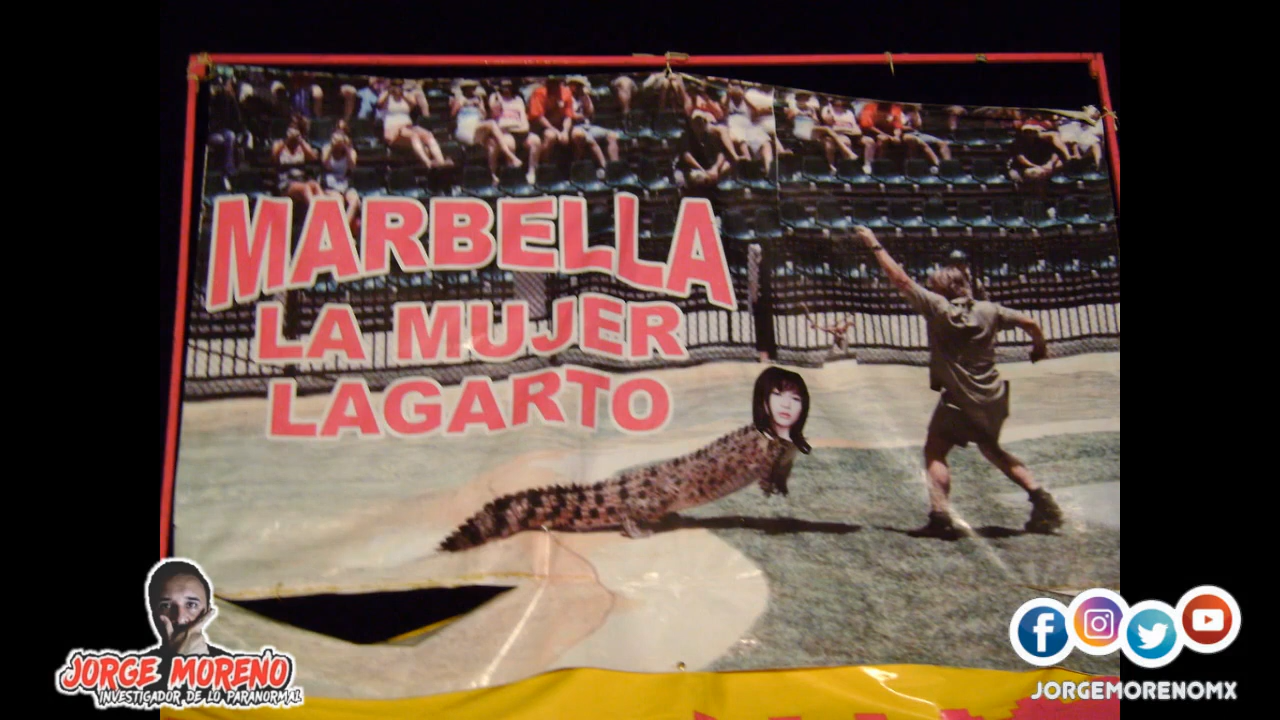 MARBELLA
LA MUJER
LAGARTO
JORGE MORENO
INVESTIGADOR DE LO PARANORMAL
JORGEMORENOMX